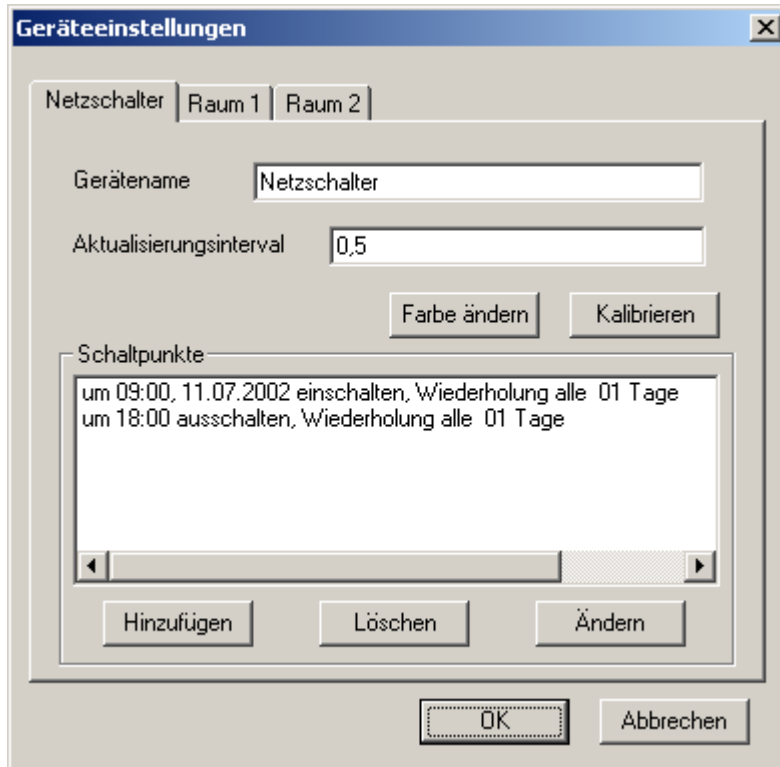 Geräteeinstellungen
Netzschalter Raum 1 Raum 2
Gerätename Netzschalter
Aktualisierungsinterval 0,5
Farbe ändern Kalibrieren
Schaltpunkte
um 09:00, 11.07.2002 einschalten, Wiederholung alle  01 Tage
um 18:00 ausschalten, Wiederholung alle  01 Tage
Hinzufügen Löschen Ändern
OK Abbrechen